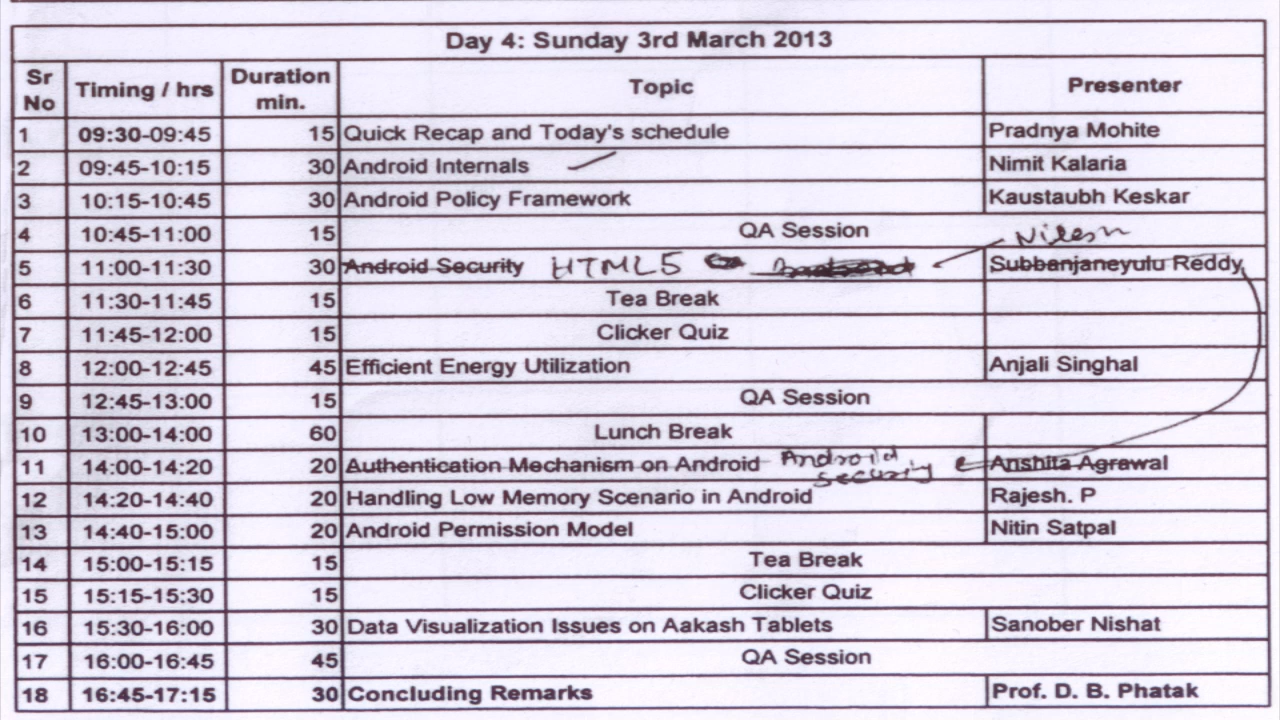 Day 4: Sunday 3rd March 2013
Sr No Timing / hrs Duration min. Topic Presenter
1 09:30-09:45 15 Quick Recap and Today's schedule Pradnya Mohite
2 09:45-10:15 30 Android Internals Nimit Kalaria
3 10:15-10:45 30 Android Policy Framework Kaustaubh Keskar
4 10:45-11:00 15 QA Session Nilesh
5 11:00-11:30 30 Android Security HTML5 Subbanjaneyulu Reddy
6 11:30-11:45 15 Tea Break
7 11:45-12:00 15 Clicker Quiz
8 12:00-12:45 45 Efficient Energy Utilization Anjali Singhal
9 12:45-13:00 15 QA Session
10 13:00-14:00 60 Lunch Break
11 14:00-14:20 20 Authentication Mechanism on Android Android security Anshita Agrawal
12 14:20-14:40 20 Handling Low Memory Scenario in Android Rajesh. P
13 14:40-15:00 20 Android Permission Model Nitin Satpal
14 15:00-15:15 15 Tea Break
15 15:15-15:30 15 Clicker Quiz
16 15:30-16:00 30 Data Visualization Issues on Aakash Tablets Sanober Nishat
17 16:00-16:45 45 QA Session
18 16:45-17:15 30 Concluding Remarks Prof. D. B. Phatak